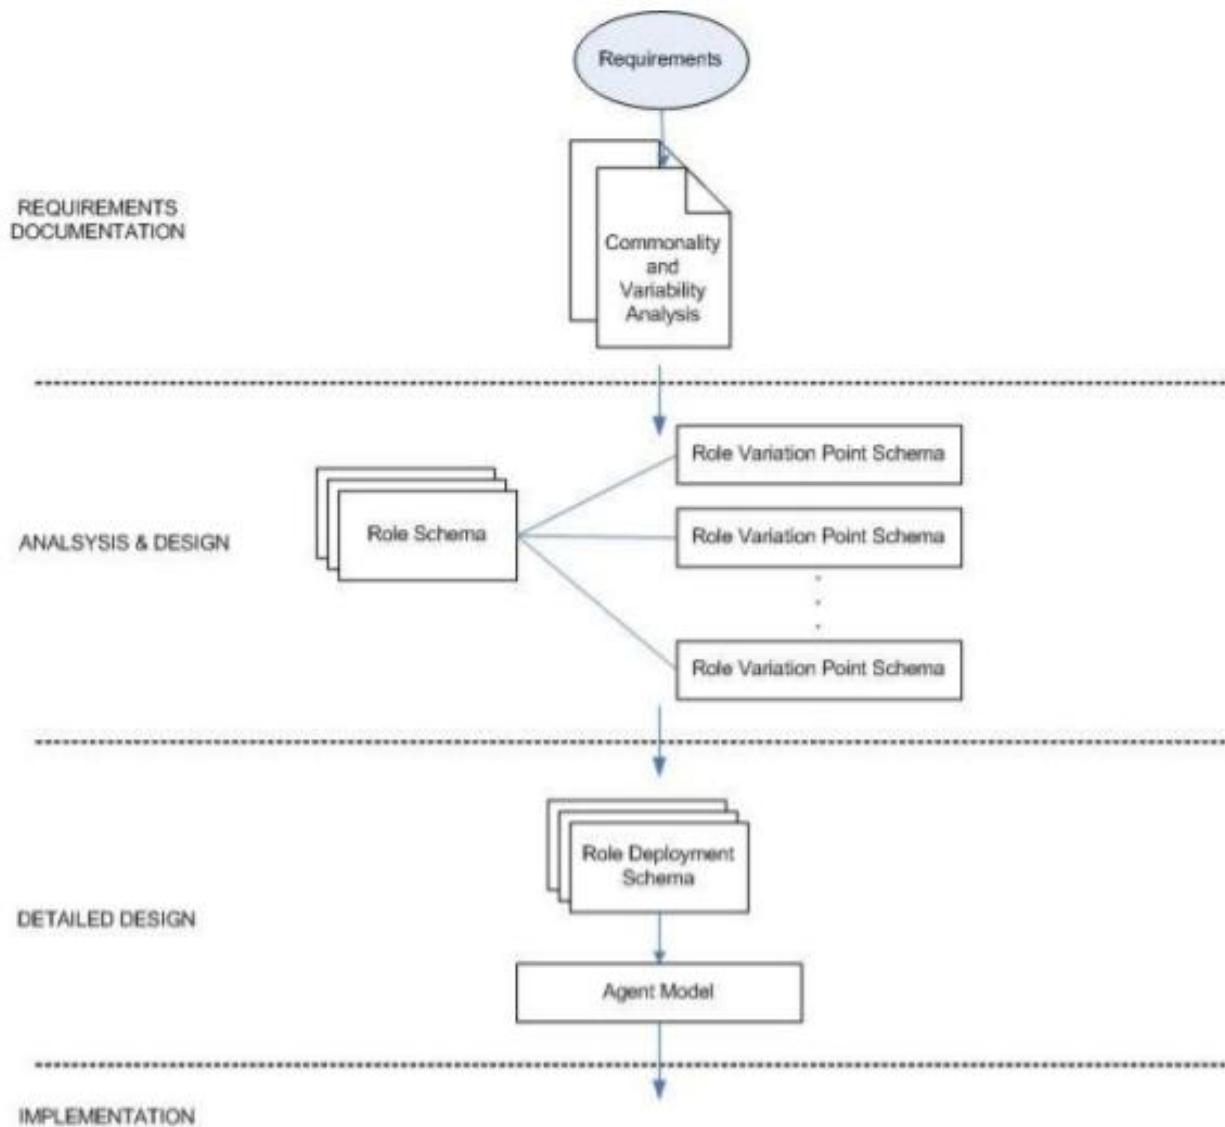 Requirements
REQUIREMENTS
DOCUMENTATION
Commonality
and
Variability
Analysis
Role Variation Point Schema
Role Schema
ANALSYSIS & DESIGN
Role Variation Point Schema
Role Variation Point Schema
Role Deployment
Schema
DETAILED DESIGN
Agent Model
IMPLEMENTATION